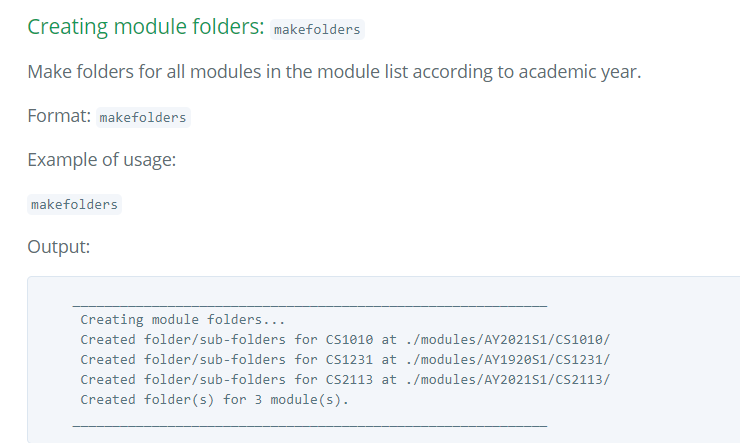 Creating module folders: makefolders
Make folders for all modules in the module list according to academic year.
Format: makefolders
Example of usage:
makefolders
Output:
____________________________________________________________
Creating module folders...
Created folder/sub-folders for CS1010 at ./modules/AY2021S1/CS1010/
Created folder/sub-folders for CS1231 at ./modules/AY1920S1/CS1231/
Created folder/sub-folders for CS2113 at ./modules/AY2021S1/CS2113/
Created folder(s) for 3 module(s).
____________________________________________________________